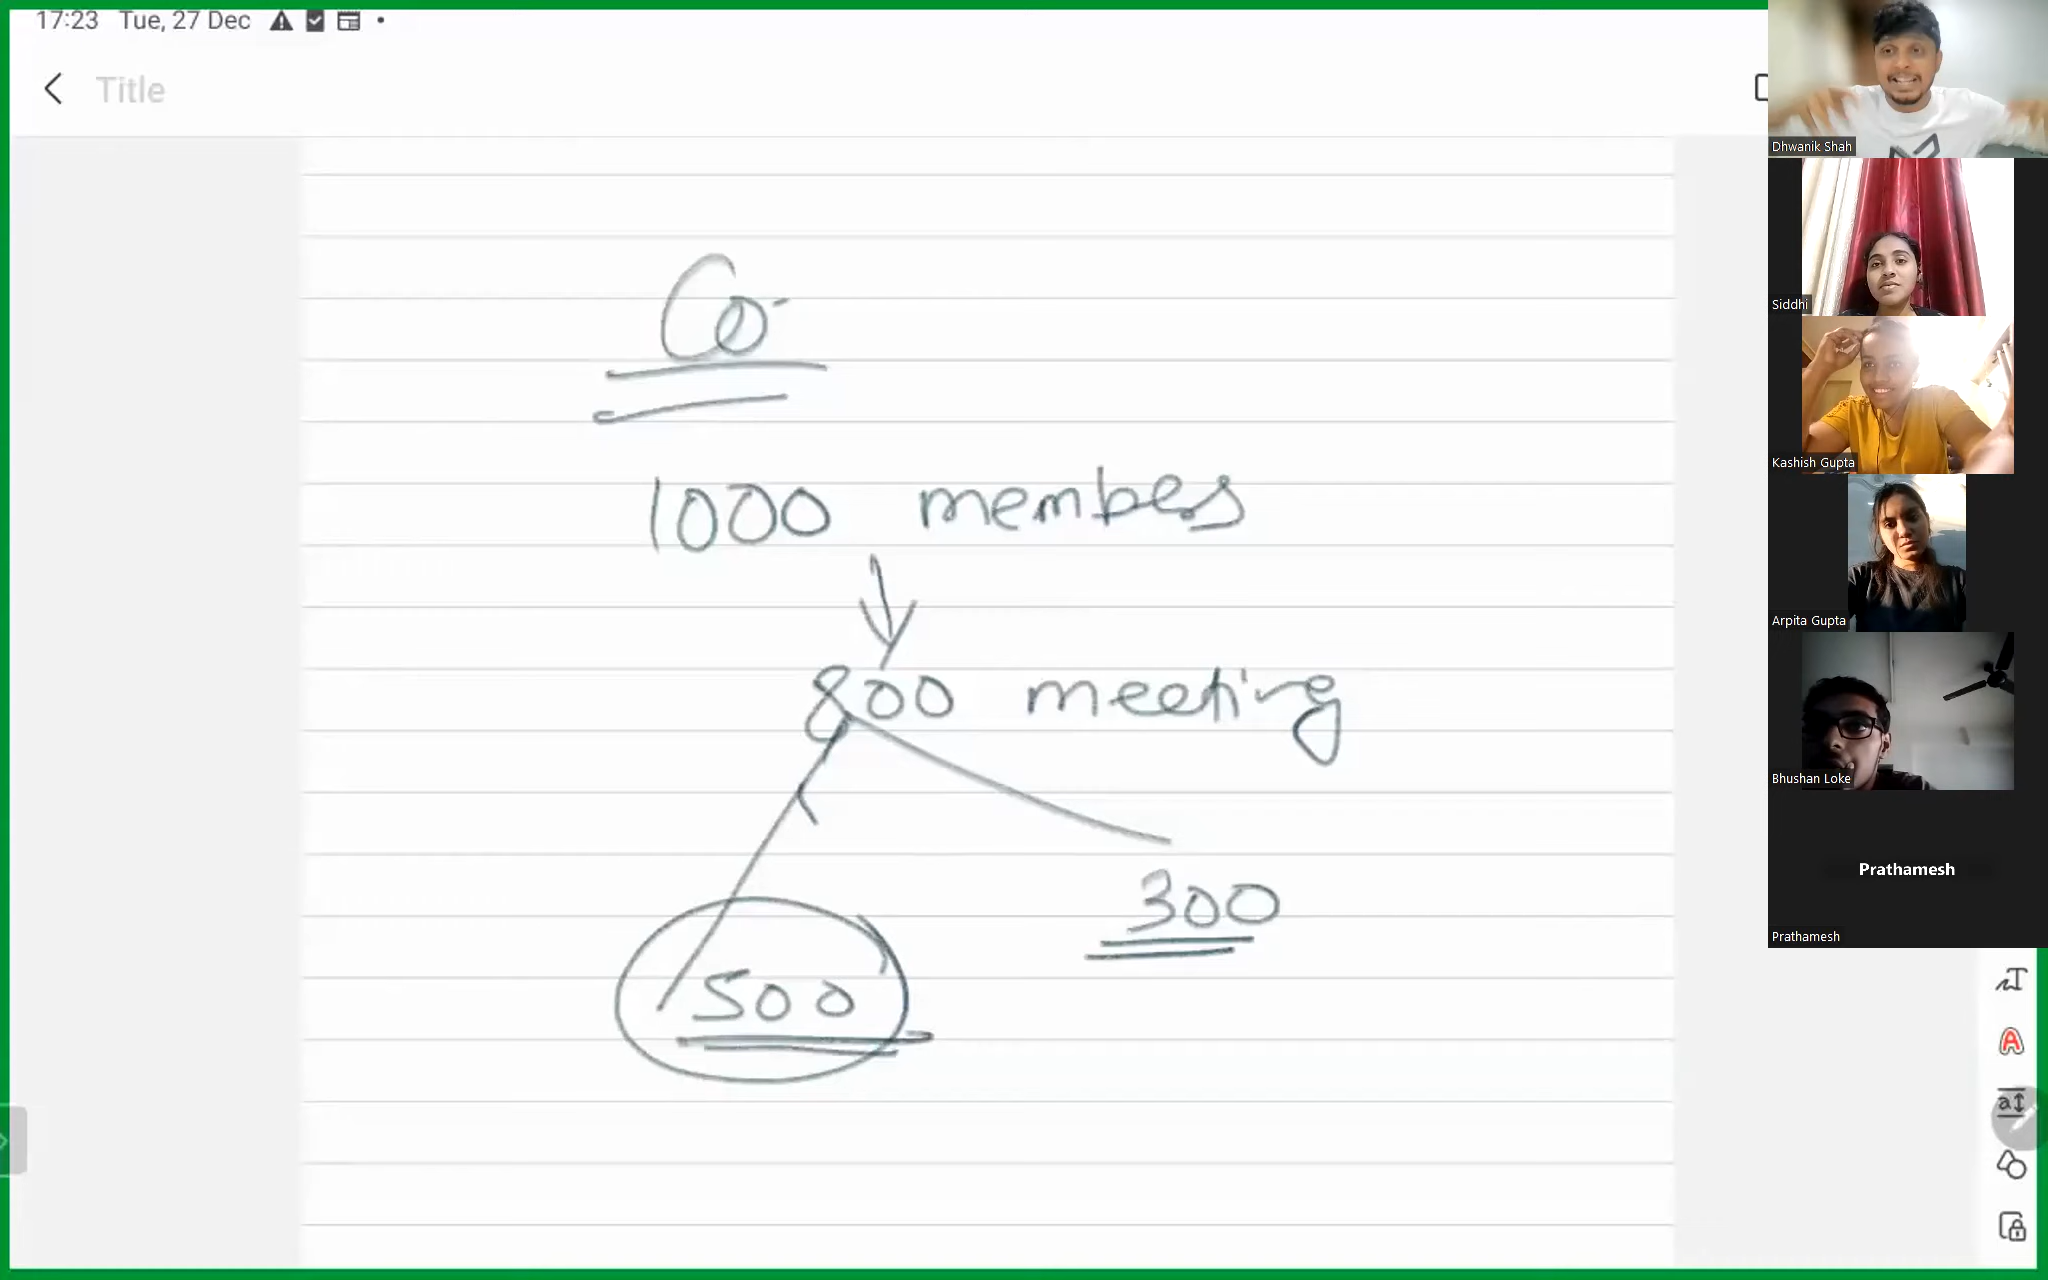 17:23 Tue, 27 Dec
Title
Co.
1000 members
800 meeting
300
500
Dhwanik Shah
Siddhi
Kashish Gupta
Arpita Gupta
Bhushan Loke
Prathamesh
Prathamesh